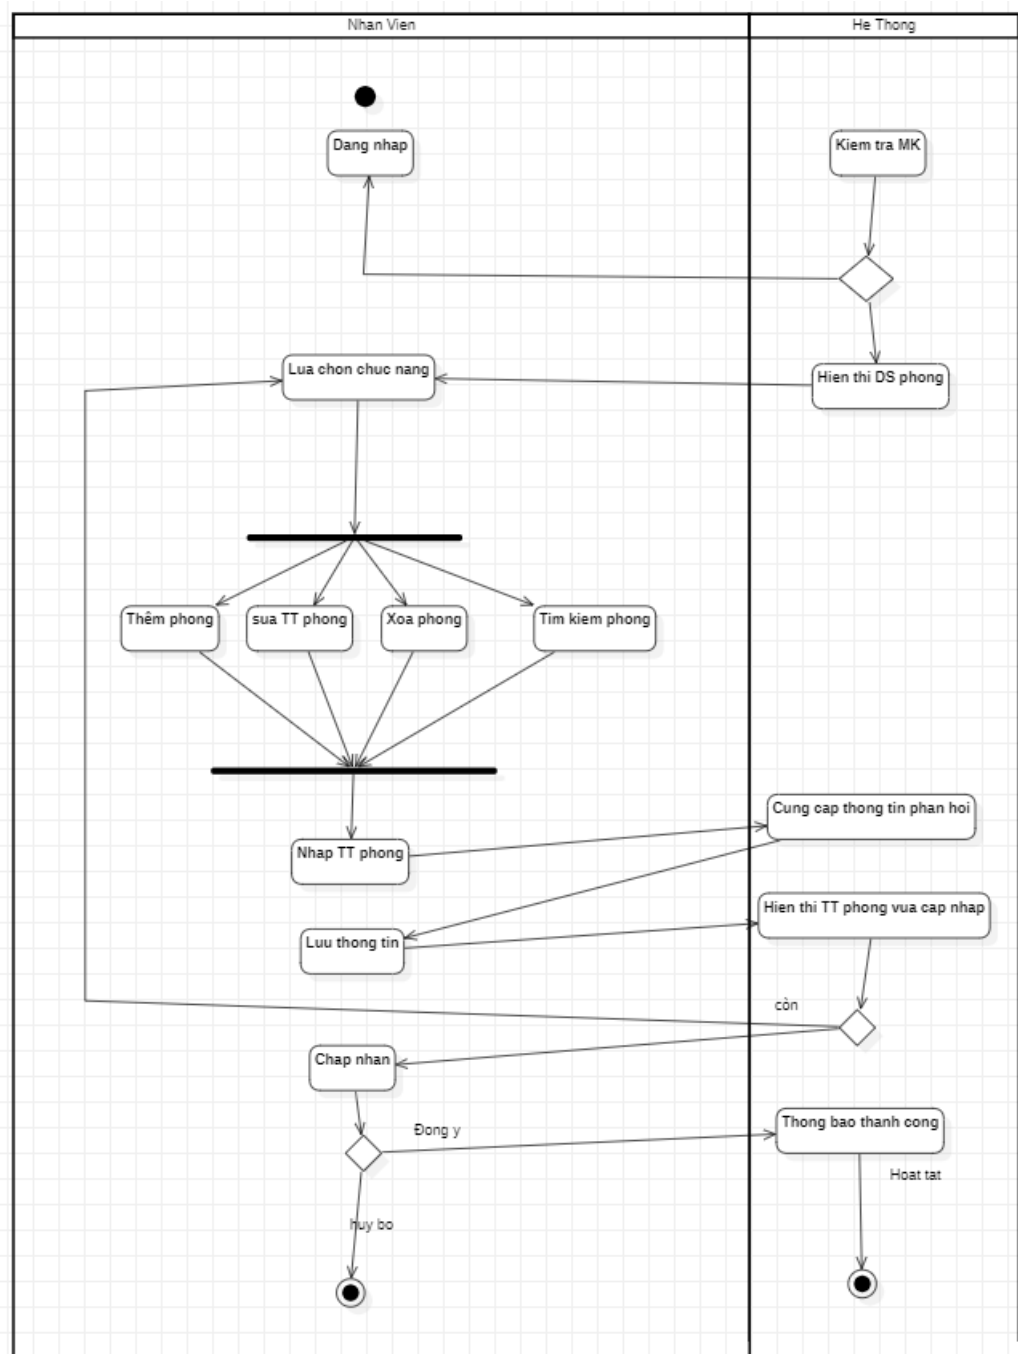 Nhan Vien
He Thong
Dang nhap
Kiem tra MK
Lua chon chuc nang
Hien thi DS phong
Thêm phong
sua TT phong
Xoa phong
Tim kiem phong
Cung cap thong tin phan hoi
Nhap TT phong
Hien thi TT phong vua cap nhap
Luu thong tin
còn
Chap nhan
Thong bao thanh cong
Đong y
Hoat tat
huy bo